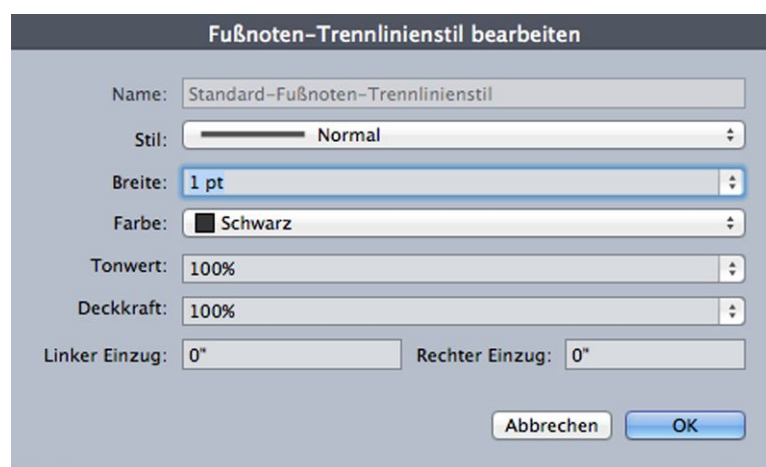 Fußnoten-Trennlinienstil bearbeiten
Name: Standard-Fußnoten-Trennlinienstil
Stil: Normal
Breite: 1 pt
Farbe: Schwarz
Tonwert: 100%
Deckkraft: 100%
Linker Einzug: 0" Rechter Einzug: 0"
Abbrechen OK